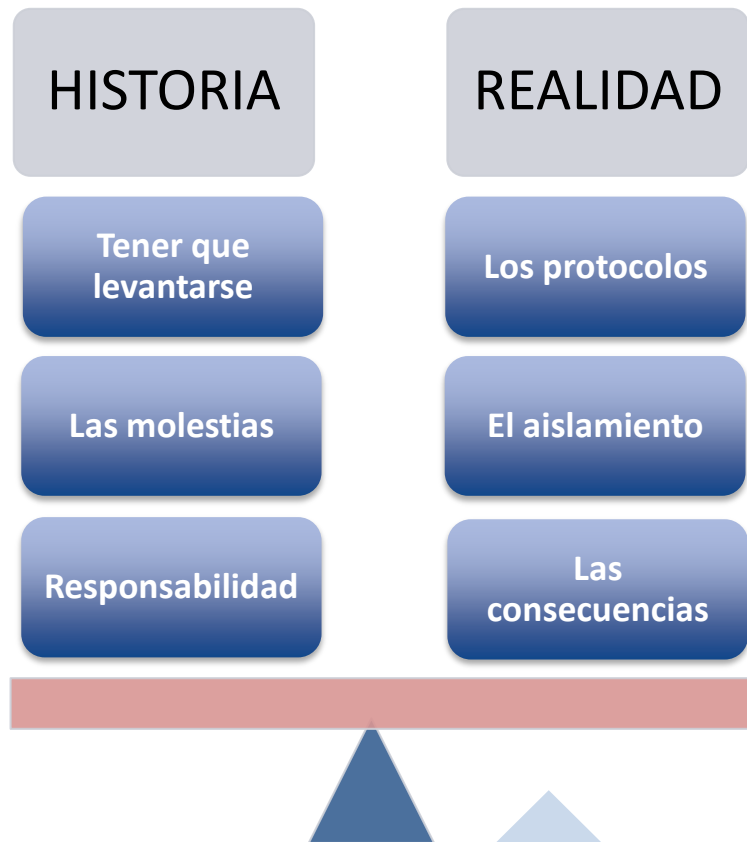 HISTORIA
Tener que
levantarse
Las molestias
Responsabilidad
REALIDAD
Los protocolos
El aislamiento
Las
consecuencias